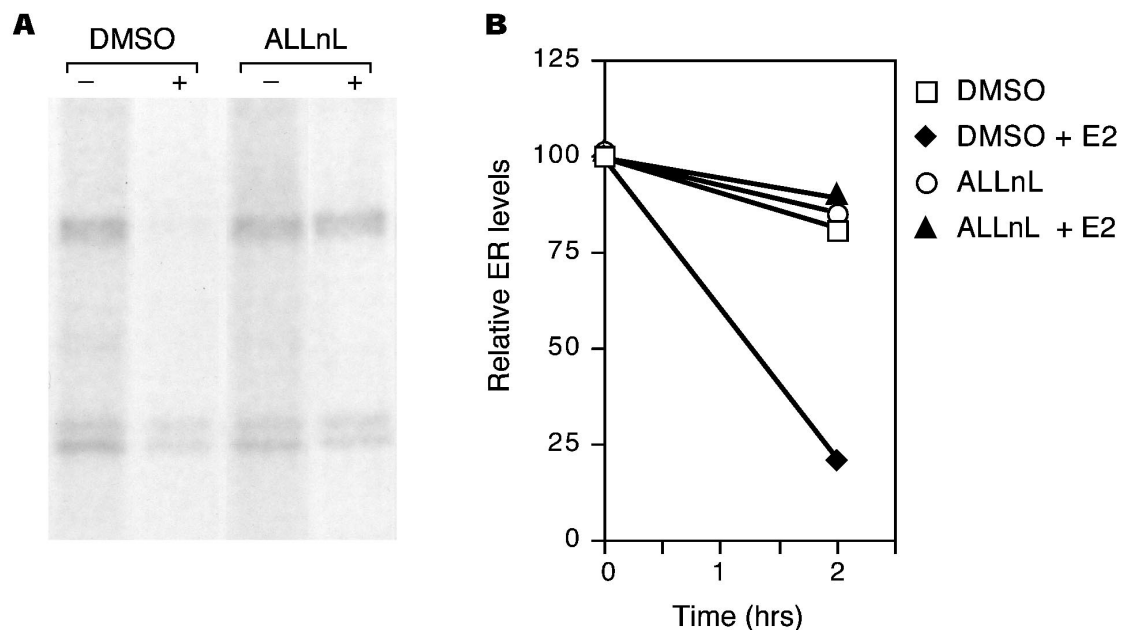 A
DMSO ALLnL
– + – +
B
125
100
75
50
25
0
Relative ER levels
0 1 2
Time (hrs)
DMSO
DMSO + E2
ALLnL
ALLnL + E2